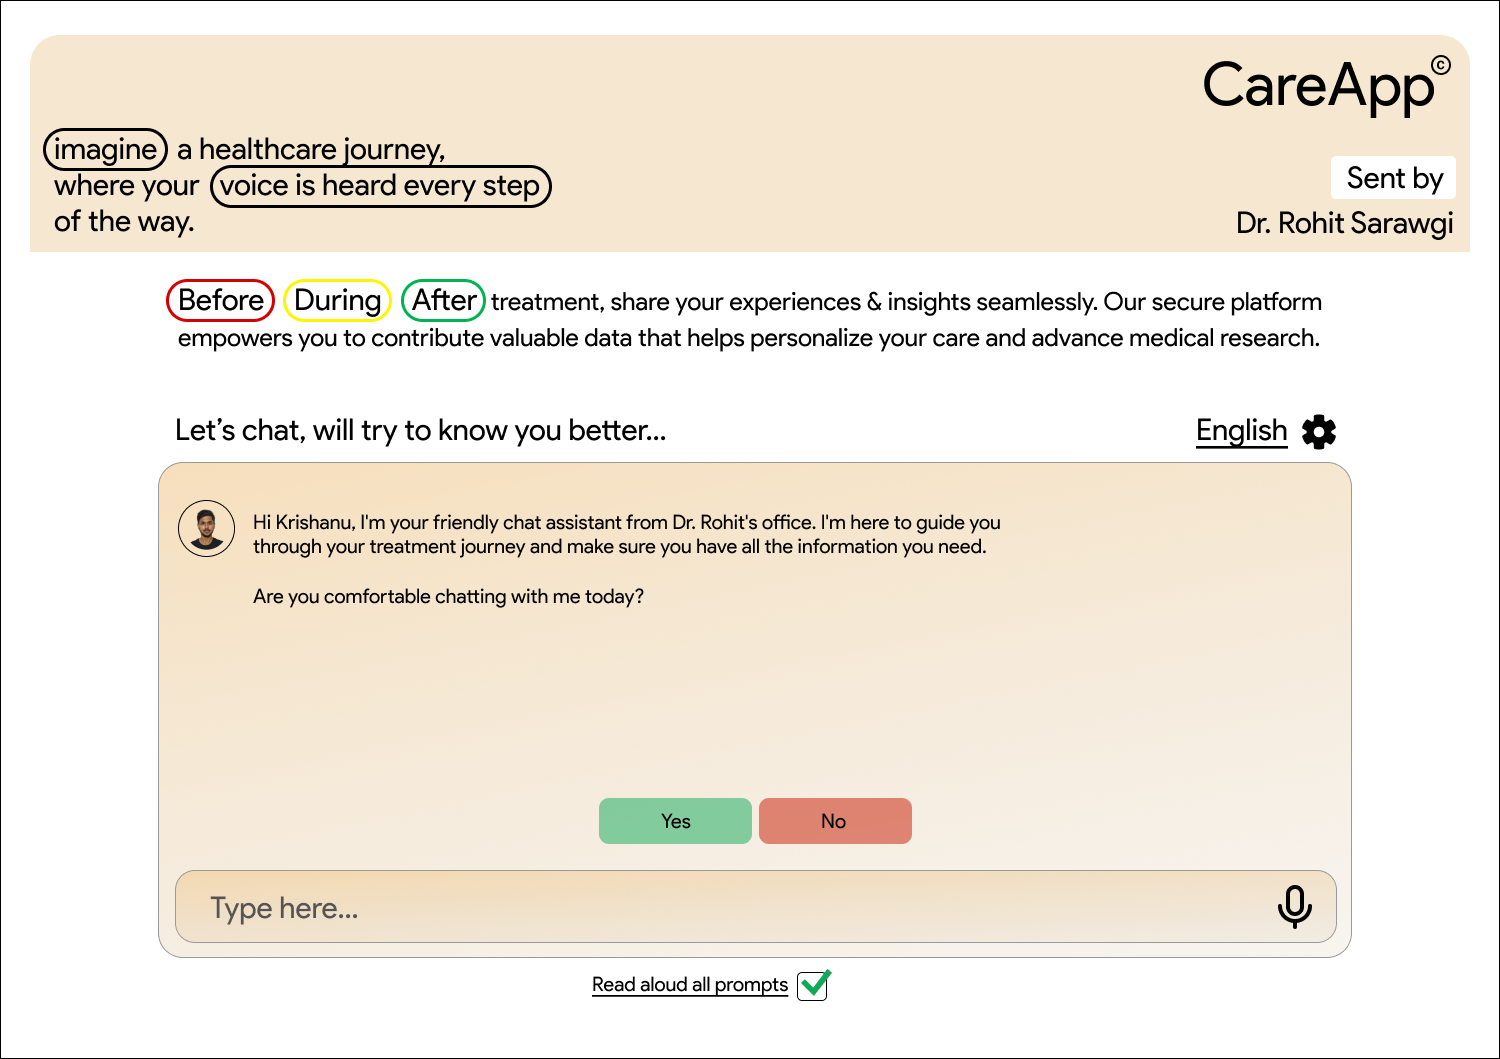 CareApp©
imagine a healthcare journey,
where your voice is heard every step
of the way.
Sent by
Dr. Rohit Sarawgi
Before During After treatment, share your experiences & insights seamlessly. Our secure platform
empowers you to contribute valuable data that helps personalize your care and advance medical research.
Let’s chat, will try to know you better...
English
Hi Krishanu, I'm your friendly chat assistant from Dr. Rohit's office. I'm here to guide you
through your treatment journey and make sure you have all the information you need.
Are you comfortable chatting with me today?
Yes
No
Type here...
Read aloud all prompts